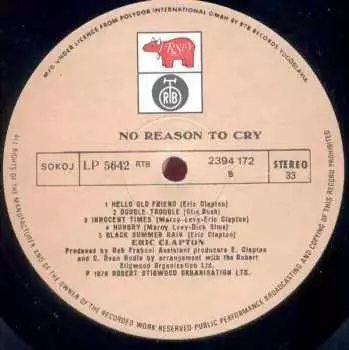 MFD UNDER LICENCE FROM POLYDOR INTERNATIONAL GMBH BY RTB RECORDS YUGOSLAVIA
RSO
RTB
NO REASON TO CRY
SOKOJ LP 5642 RTB 2394 172 STEREO
B 33
1 HELLO OLD FRIEND (Eric Clapton)
2 DOUBLE TROUBLE (Otis Rush)
3 INNOCENT TIMES (Marcy-Levy-Eric Clapton)
4 HUNGRY (Marcy Levy-Dick Sims)
5 BLACK SUMMER RAIN (Eric Clapton)
ERIC CLAPTON
Produced by Rob Fraboni Assistant producers E. Clapton
and C. Dean Radle by arrangement with the Robert
Stigwood Organisation Ltd.
℗ 1976 ROBERT STIGWOOD ORGANISATION LTD.
ALL RIGHTS OF THE MANUFACTURER AND OF THE OWNER OF THE RECORDED WORK RESERVED·PUBLIC PERFORMANCE BROADCASTING AND COPYING OF THIS RECORD PROHIBITED